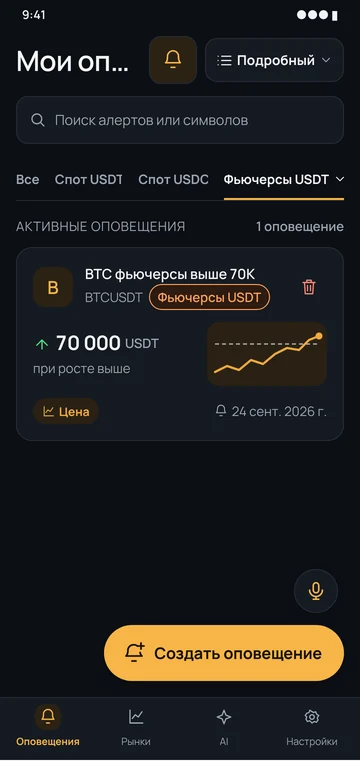 9:41
Мои оп...
Подробный
Поиск алертов или символов
Все Спот USDT Спот USDC Фьючерсы USDT
АКТИВНЫЕ ОПОВЕЩЕНИЯ 1 оповещение
B
BTC фьючерсы выше 70K
BTCUSDT Фьючерсы USDT
70 000 USDT
при росте выше
Цена 24 сент. 2026 г.
Создать оповещение
Оповещения Рынки AI Настройки